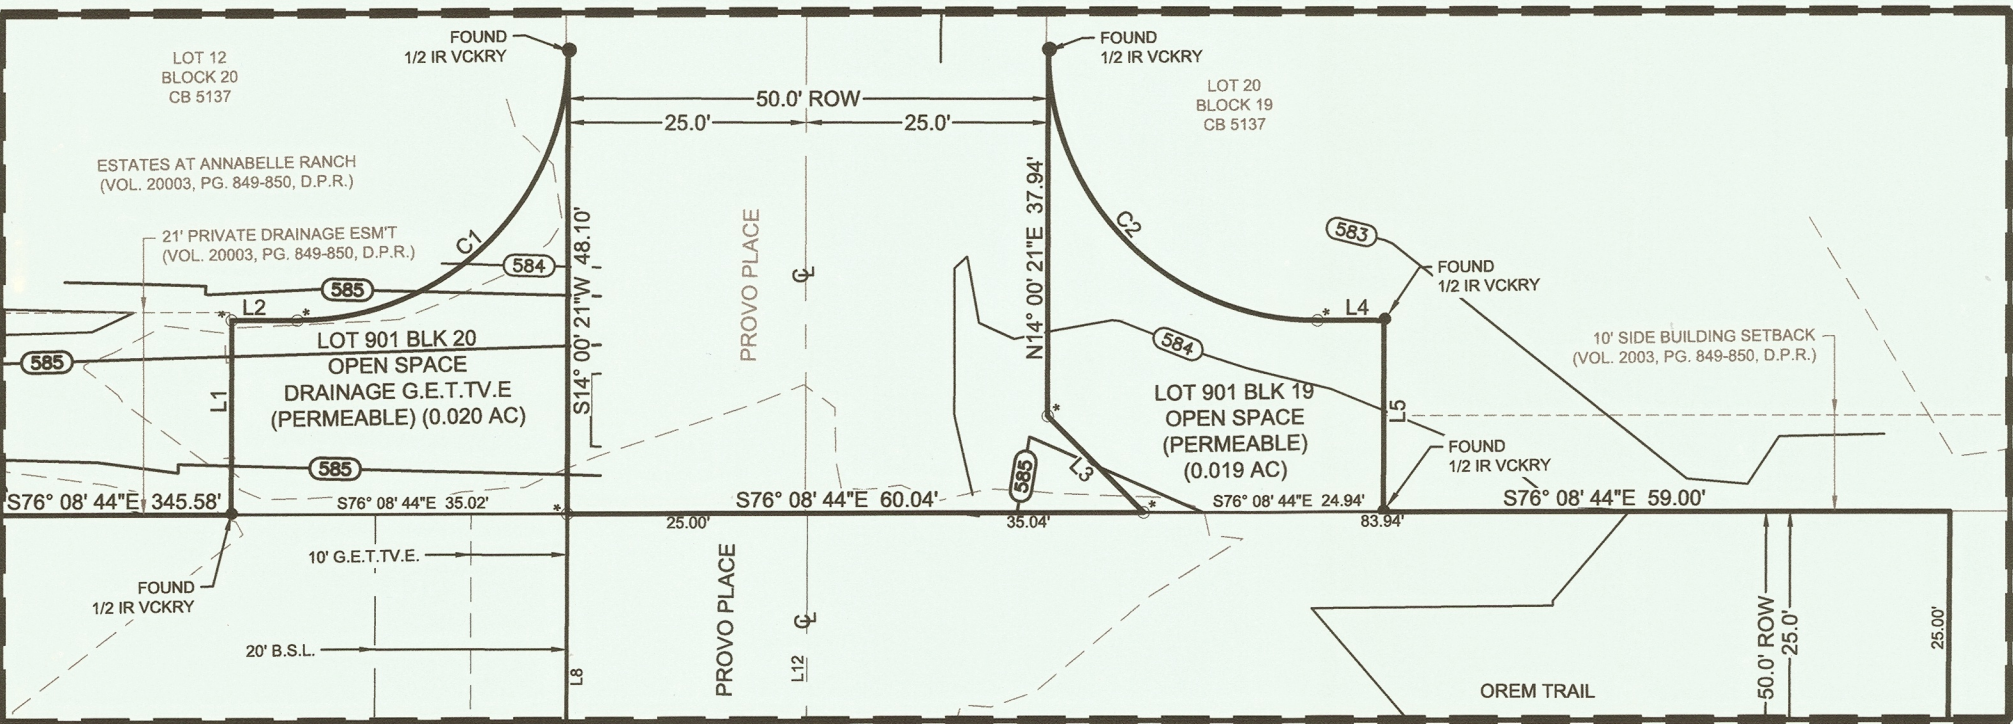 LOT 12
BLOCK 20
CB 5137
FOUND
1/2 IR VCKRY
FOUND
1/2 IR VCKRY
50.0' ROW
25.0'
25.0'
LOT 20
BLOCK 19
CB 5137
ESTATES AT ANNABELLE RANCH
(VOL. 20003, PG. 849-850, D.P.R.)
21' PRIVATE DRAINAGE ESM'T
(VOL. 20003, PG. 849-850, D.P.R.)
C1
584
585
L2
S14° 00' 21"W 48.10'
PROVO PLACE
CL
N14° 00' 21"E 37.94'
C2
583
FOUND
1/2 IR VCKRY
L4
584
10' SIDE BUILDING SETBACK
(VOL. 2003, PG. 849-850, D.P.R.)
585
L1
LOT 901 BLK 20
OPEN SPACE
DRAINAGE G.E.T.TV.E
(PERMEABLE) (0.020 AC)
LOT 901 BLK 19
OPEN SPACE
(PERMEABLE)
(0.019 AC)
L5
585
585
L3
FOUND
1/2 IR VCKRY
S76° 08' 44"E 345.58'
S76° 08' 44"E 35.02'
S76° 08' 44"E 60.04'
S76° 08' 44"E 24.94'
S76° 08' 44"E 59.00'
25.00'
35.04'
83.94'
10' G.E.T.TV.E.
FOUND
1/2 IR VCKRY
20' B.S.L.
L8
PROVO PLACE
CL
L12
OREM TRAIL
50.0' ROW
25.0'
25.00'